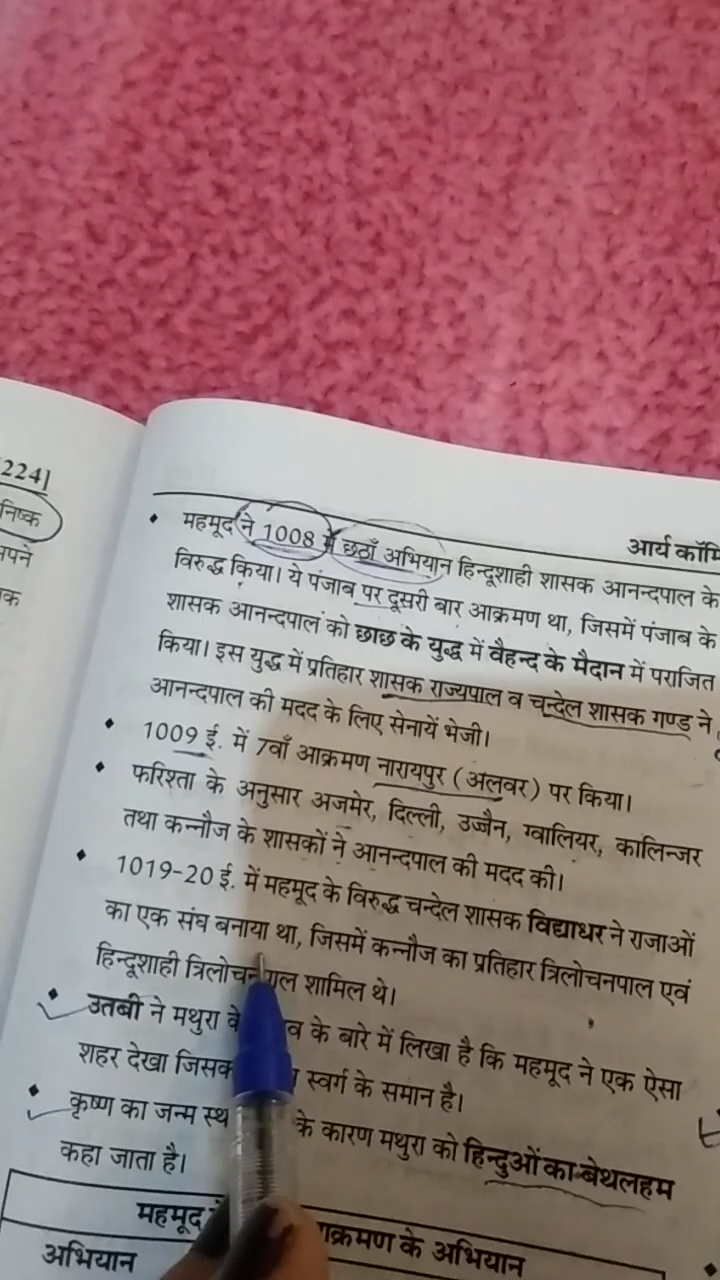 224]
निष्क
आर्य कॉमि
महमूद ने 1008 में छठाँ अभियान हिन्दूशाही शासक आनन्दपाल के
विरुद्ध किया। ये पंजाब पर दूसरी बार आक्रमण था, जिसमें पंजाब के
शासक आनन्दपाल को छाछ के युद्ध में वैहन्द के मैदान में पराजित
किया। इस युद्ध में प्रतिहार शासक राज्यपाल व चन्देल शासक गण्ड ने
आनन्दपाल की मदद के लिए सेनायें भेजी।
1009 ई. में 7वाँ आक्रमण नारायपुर (अलवर) पर किया।
फरिश्ता के अनुसार अजमेर, दिल्ली, उज्जैन, ग्वालियर, कालिन्जर
तथा कन्नौज के शासकों ने आनन्दपाल की मदद की।
1019-20 ई. में महमूद के विरुद्ध चन्देल शासक विद्याधर ने राजाओं
का एक संघ बनाया था, जिसमें कन्नौज का प्रतिहार त्रिलोचनपाल एवं
हिन्दूशाही त्रिलोचनपाल शामिल थे।
उतबी ने मथुरा के बारे में लिखा है कि महमूद ने एक ऐसा
शहर देखा स्वर्ग के समान है।
कृष्ण का जन्म के कारण मथुरा को हिन्दुओं का बेथलहम
कहा जाता है।
महमूद आक्रमण के अभियान
अभियान